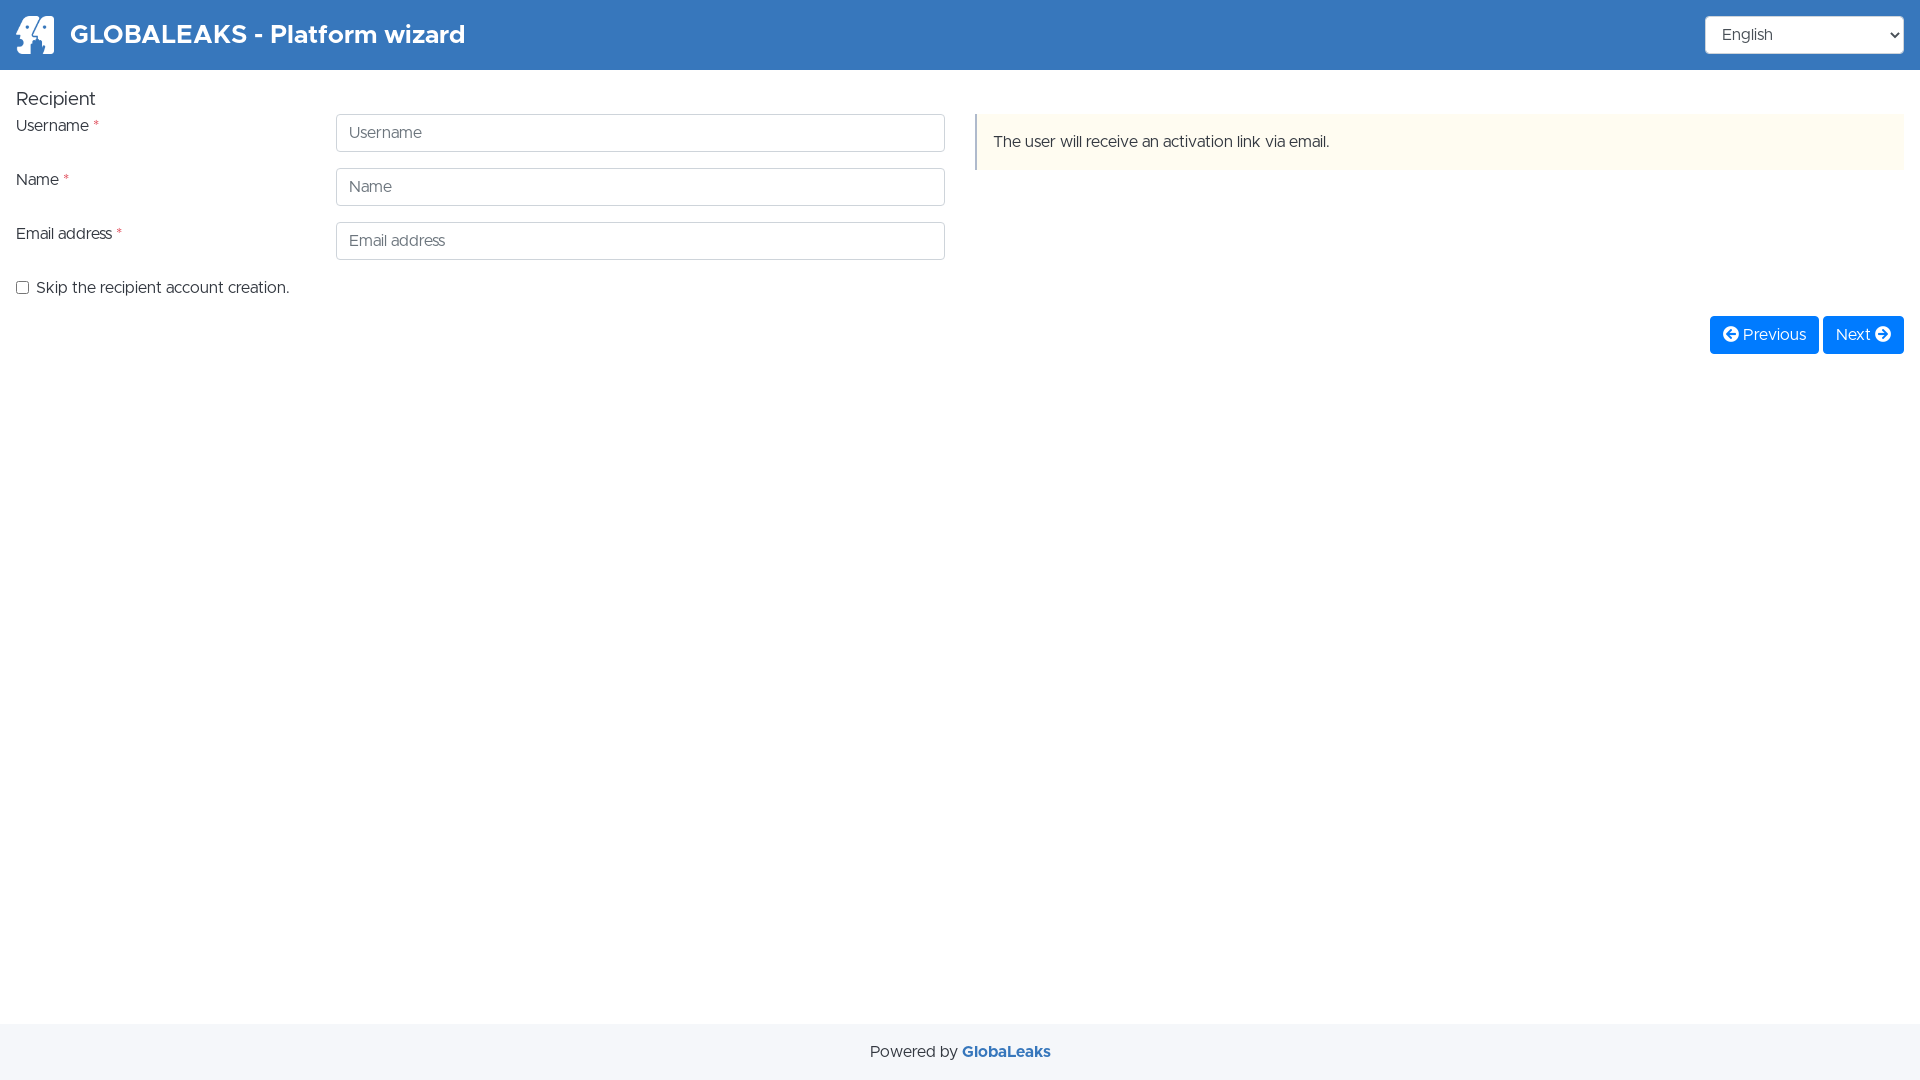 GLOBALEAKS - Platform wizard
English
Recipient
Username *
Username
The user will receive an activation link via email.
Name *
Name
Email address *
Email address
Skip the recipient account creation.
Previous
Next
Powered by GlobaLeaks